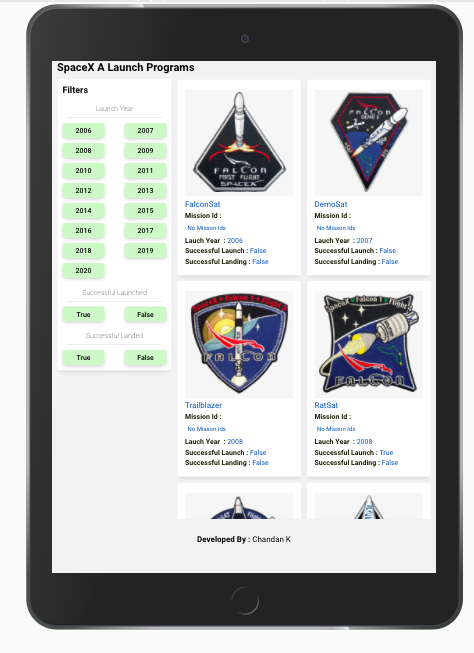 SpaceX A Launch Programs
Filters
Launch Year
2006 2007
2008 2009
2010 2011
2012 2013
2014 2015
2016 2017
2018 2019
2020
Successful Launched
True False
Successful Landed
True False
FALCON
FIRST FLIGHT
SPACEX
FalconSat
Mission Id :
No Misson Ids
Lauch Year : 2006
Successful Launch : False
Successful Landing : False
FALCON
DEMO 2
DemoSat
Mission Id :
No Misson Ids
Lauch Year : 2007
Successful Launch : False
Successful Landing : False
SpaceX Falcon 1 Flight
FALCON
Trailblazer
Mission Id :
No Misson Ids
Lauch Year : 2008
Successful Launch : False
Successful Landing : False
SpaceX Falcon 1 Flight
FALCON
RatSat
Mission Id :
No Misson Ids
Lauch Year : 2008
Successful Launch : True
Successful Landing : False
Developed By : Chandan K